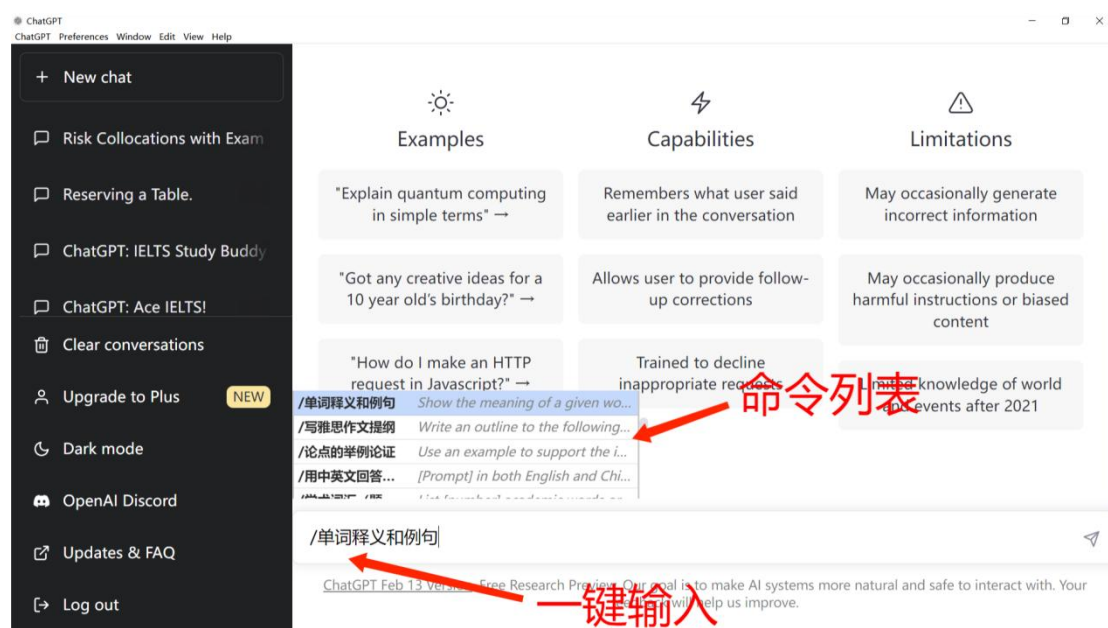 ChatGPT
ChatGPT Preferences Window Edit View Help
+ New chat
Risk Collocations with Exam
Reserving a Table.
ChatGPT: IELTS Study Buddy
ChatGPT: Ace IELTS!
Clear conversations
Upgrade to Plus NEW
Dark mode
OpenAI Discord
Updates & FAQ
Log out
Examples
"Explain quantum computing
in simple terms" →
"Got any creative ideas for a
10 year old's birthday?" →
"How do I make an HTTP
request in Javascript?" →
Capabilities
Remembers what user said
earlier in the conversation
Allows user to provide follow-
up corrections
Trained to decline
inappropriate requests
Limitations
May occasionally generate
incorrect information
May occasionally produce
harmful instructions or biased
content
Limited knowledge of world
and events after 2021
命令列表
/单词释义和例句 Show the meaning of a given wo...
/写雅思作文提纲 Write an outline to the following...
/论点的举例论证 Use an example to support the i...
/用中英文回答... [Prompt] in both English and Chi...
/单词释义和例句
ChatGPT Feb 13 Version. Free Research Preview. Our goal is to make AI systems more natural and safe to interact with. Your
will help us improve.
一键输入